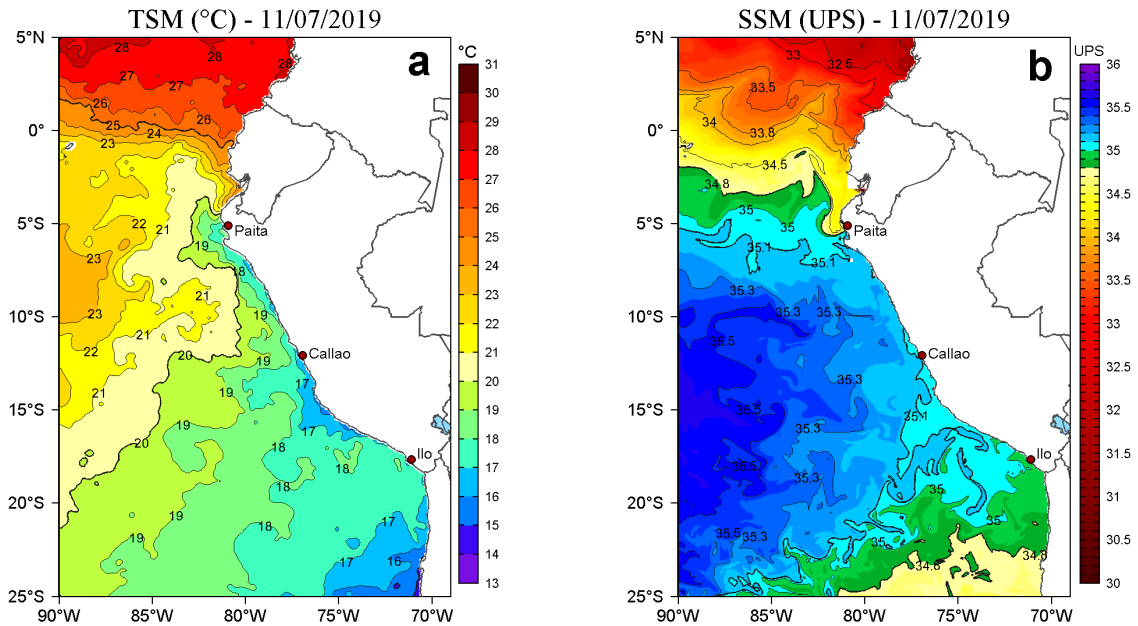 TSM (°C) - 11/07/2019
a
°C
5°N
0°
5°S
10°S
15°S
20°S
25°S
90°W
85°W
80°W
75°W
70°W
28
28
28
27
27
26
26
25
24
23
22
21
19
18
23
21
19
23
21
22
20
19
21
19
17
20
19
18
17
18
18
19
18
17
19
17
16
Paita
Callao
Ilo
31
30
29
28
27
26
25
24
23
22
21
20
19
18
17
16
15
14
13
SSM (UPS) - 11/07/2019
b
UPS
5°N
0°
5°S
10°S
15°S
20°S
25°S
90°W
85°W
80°W
75°W
70°W
33
32.5
33.5
34
33.8
34.5
34.8
35
35
35.1
35.1
35.3
35.3
35.3
35.5
35.3
35.5
35.1
35.3
35.5
35.3
35
35
35.5
35.3
35
34.8
34.8
Paita
Callao
Ilo
36
35.5
35
34.5
34
33.5
33
32.5
32
31.5
31
30.5
30